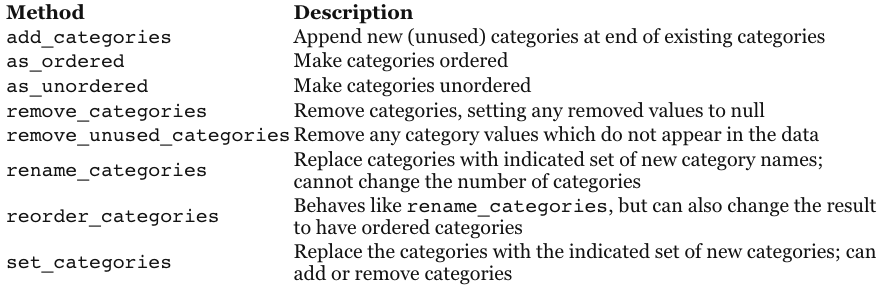 Method Description
add_categories Append new (unused) categories at end of existing categories
as_ordered Make categories ordered
as_unordered Make categories unordered
remove_categories Remove categories, setting any removed values to null
remove_unused_categories Remove any category values which do not appear in the data
rename_categories Replace categories with indicated set of new category names;
cannot change the number of categories
reorder_categories Behaves like rename_categories, but can also change the result
to have ordered categories
set_categories Replace the categories with the indicated set of new categories; can
add or remove categories